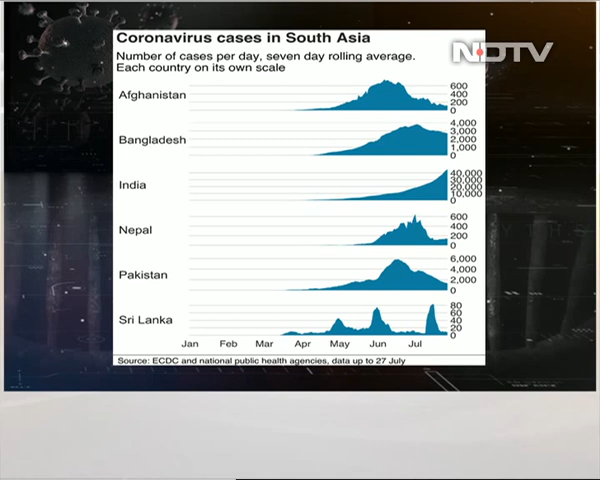 Coronavirus cases in South Asia
NDTV
Number of cases per day, seven day rolling average.
Each country on its own scale
Afghanistan
600
400
200
0
Bangladesh
4,000
3,000
2,000
1,000
0
India
40,000
30,000
20,000
10,000
0
Nepal
600
400
200
0
Pakistan
6,000
4,000
2,000
0
Sri Lanka
80
60
40
20
0
Jan Feb Mar Apr May Jun Jul
Source: ECDC and national public health agencies, data up to 27 July